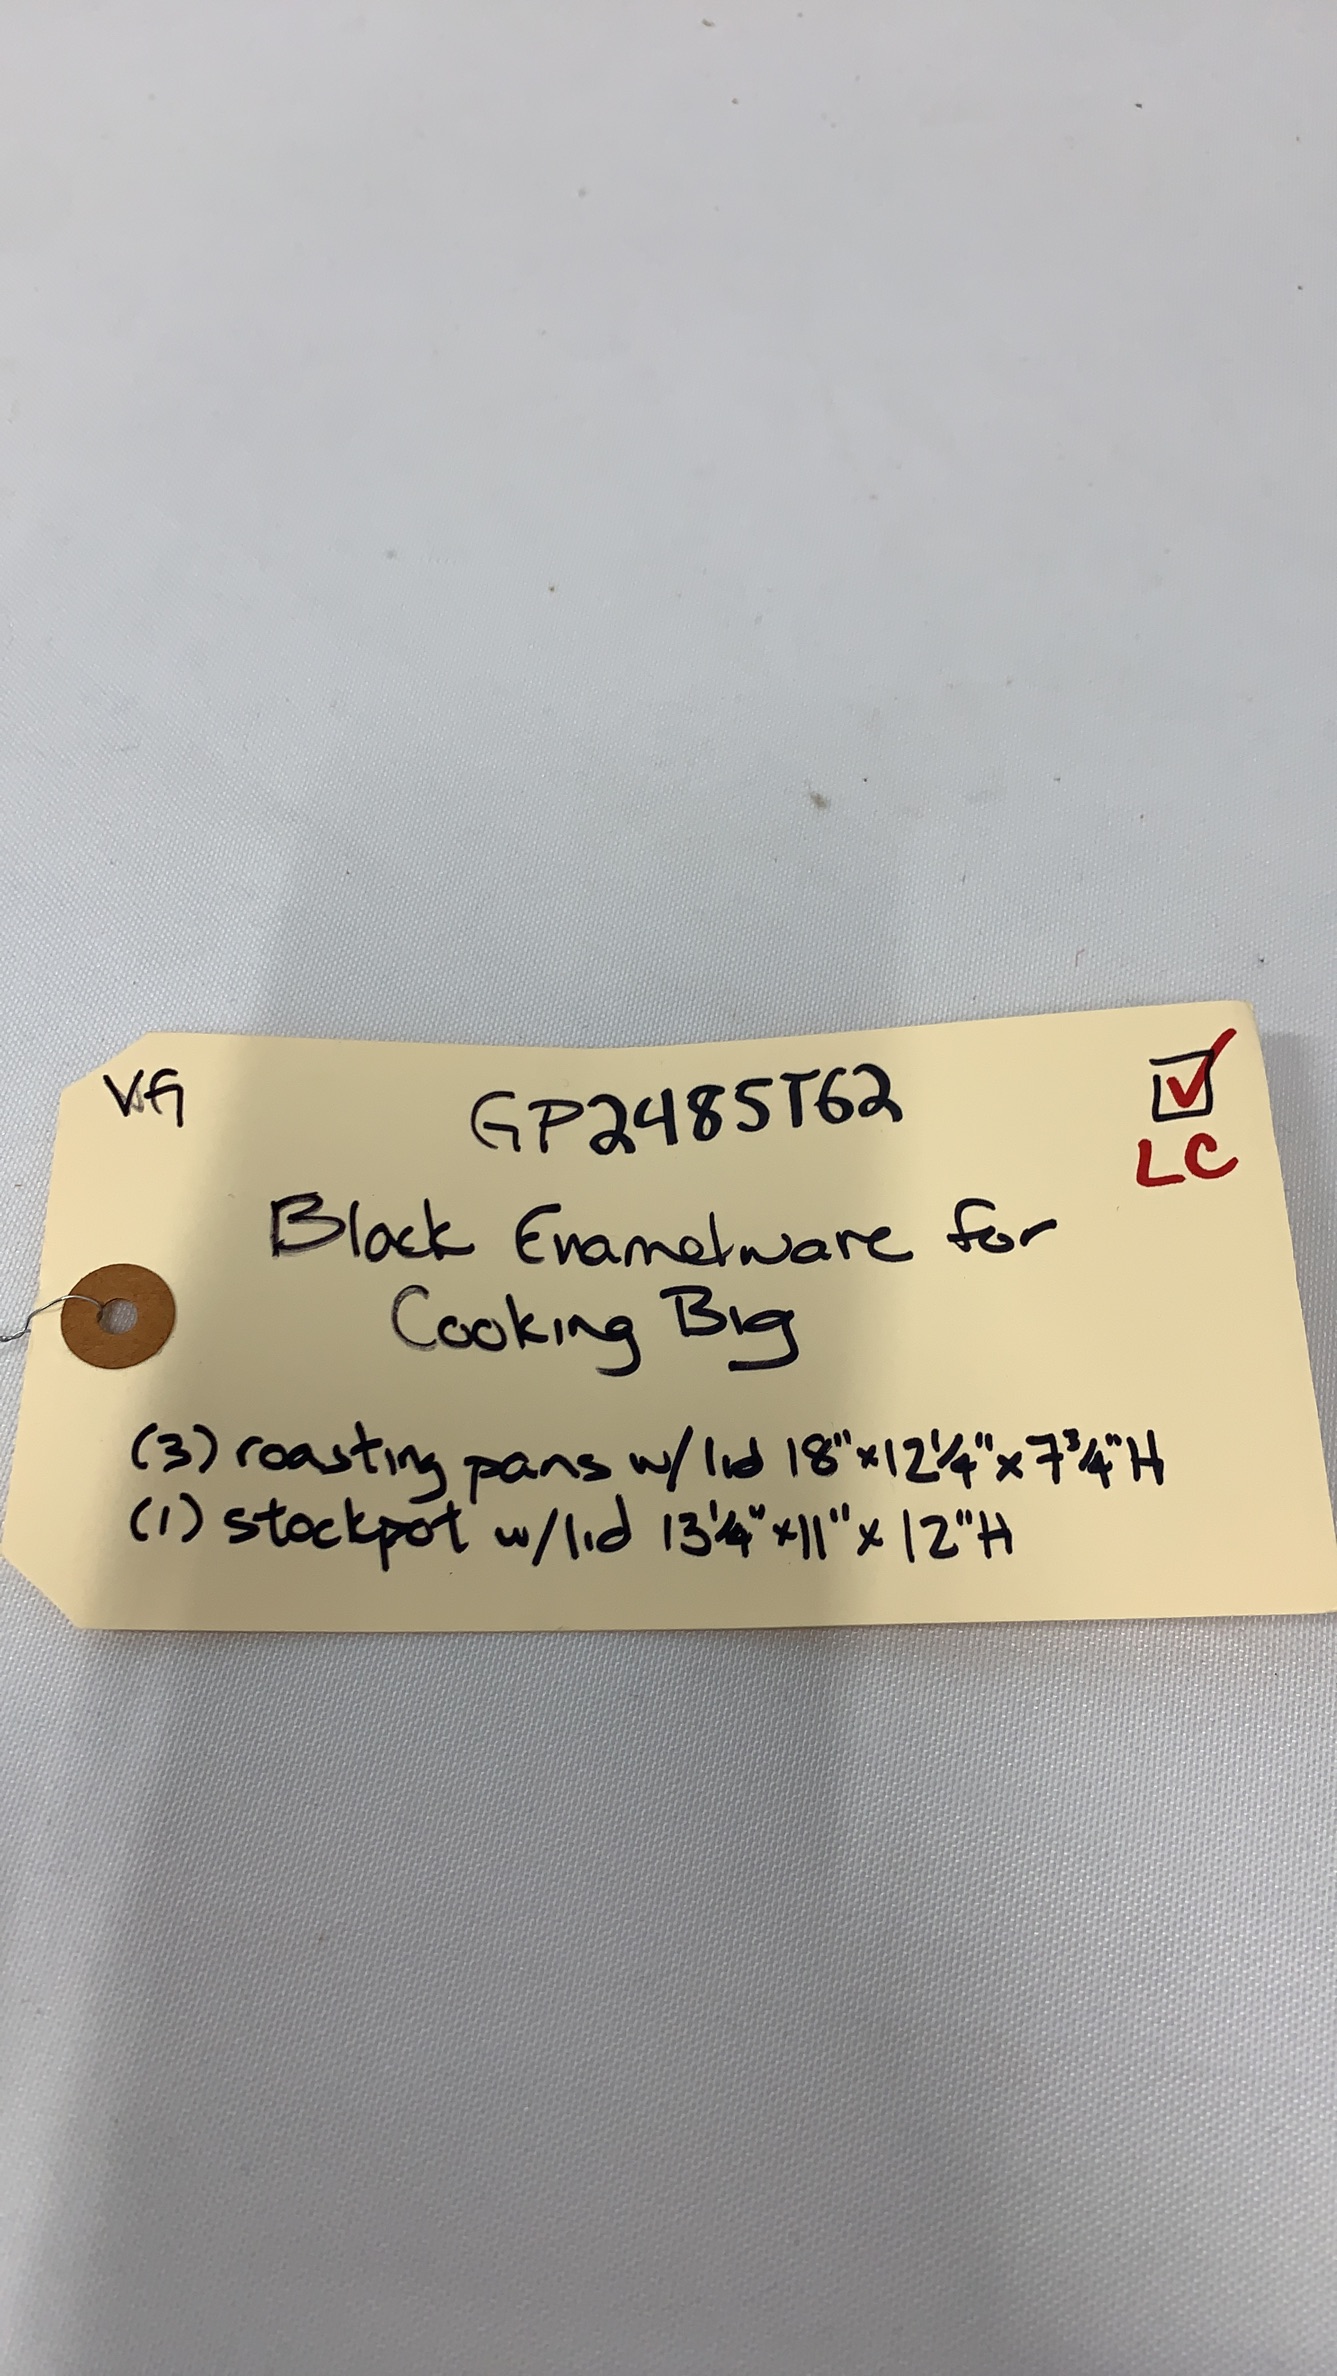 VG
GP2485T62
LC
Black Enamelware for
Cooking Big
(3) roasting pans w/ lid 18"x12¼"x7¾"H
(1) stockpot w/lid 13¼"x11"x12"H